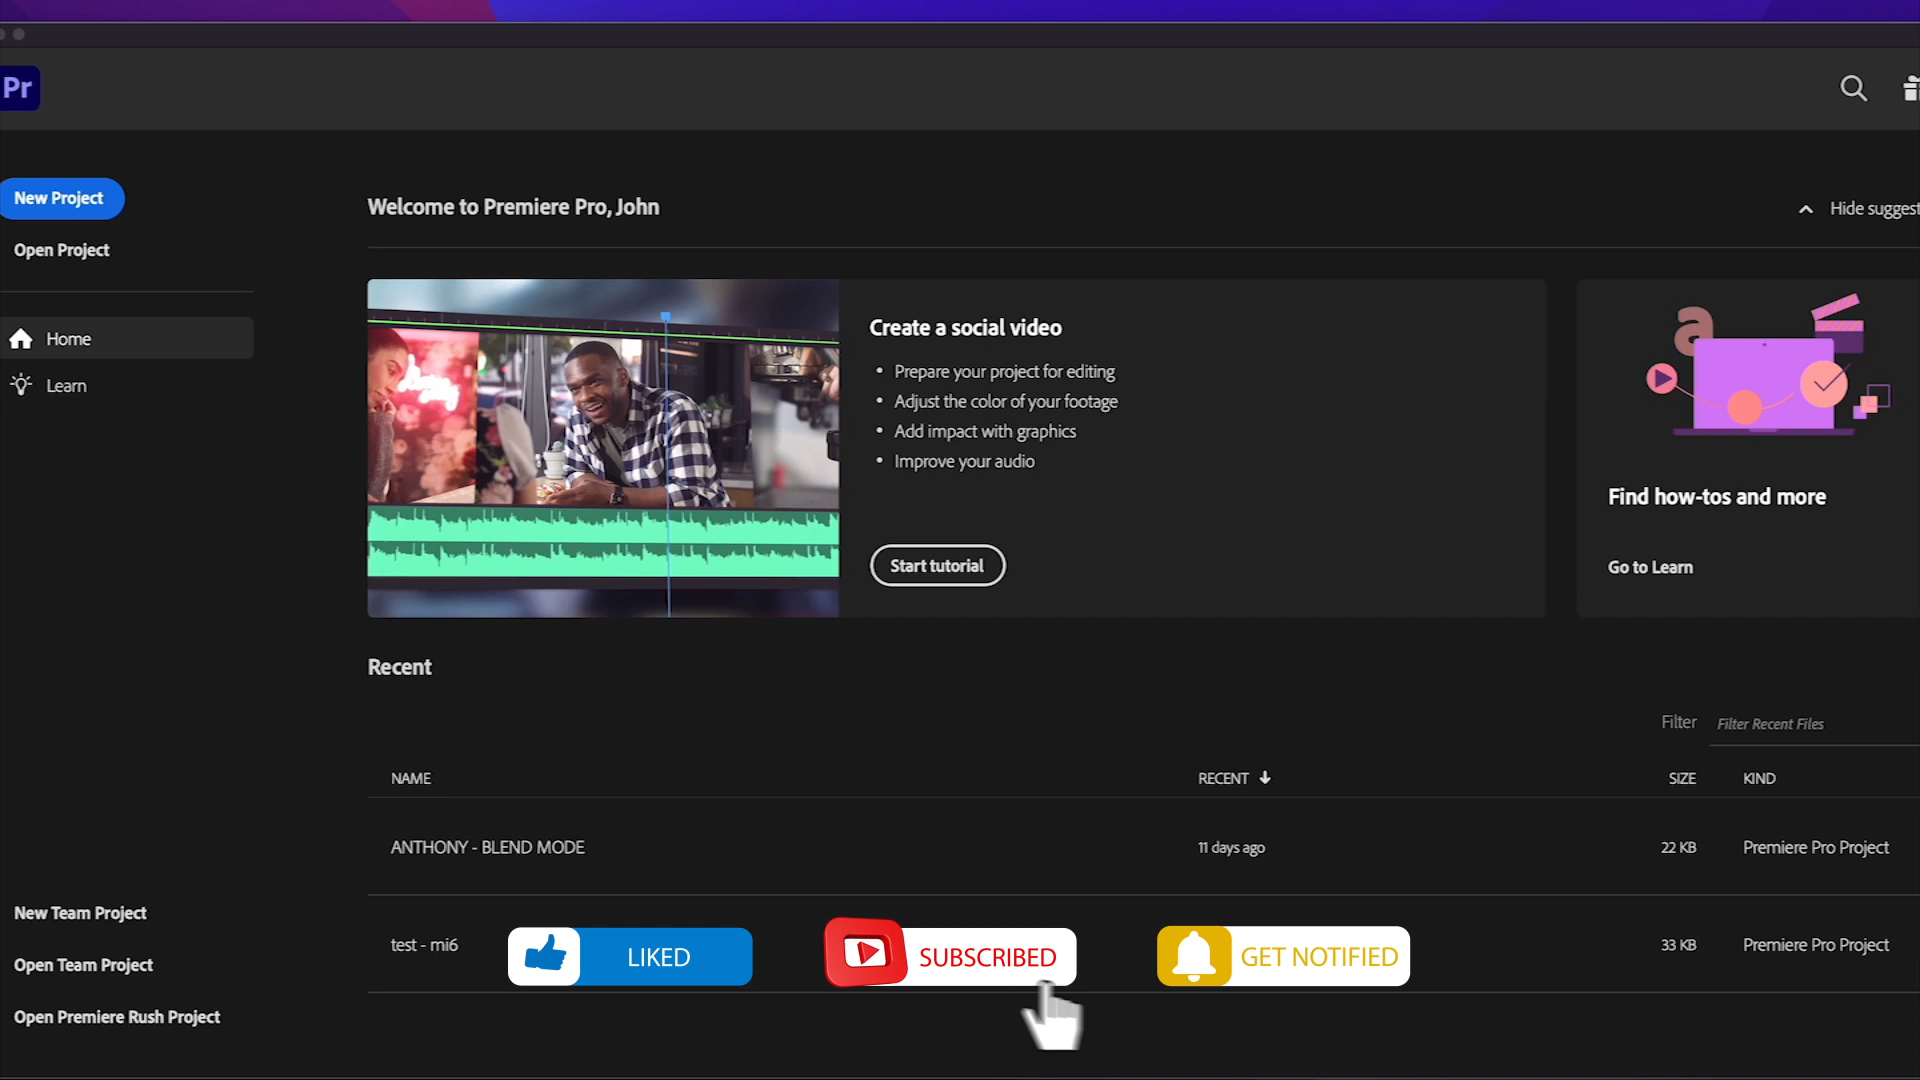 Pr
New Project
Open Project
Home
Learn
Welcome to Premiere Pro, John
Hide suggest
Create a social video
• Prepare your project for editing
• Adjust the color of your footage
• Add impact with graphics
• Improve your audio
Start tutorial
a
Find how-tos and more
Go to Learn
Recent
Filter Filter Recent Files
NAME RECENT SIZE KIND
ANTHONY - BLEND MODE 11 days ago 22 KB Premiere Pro Project
test - mi6 33 KB Premiere Pro Project
LIKED
SUBSCRIBED
GET NOTIFIED
New Team Project
Open Team Project
Open Premiere Rush Project